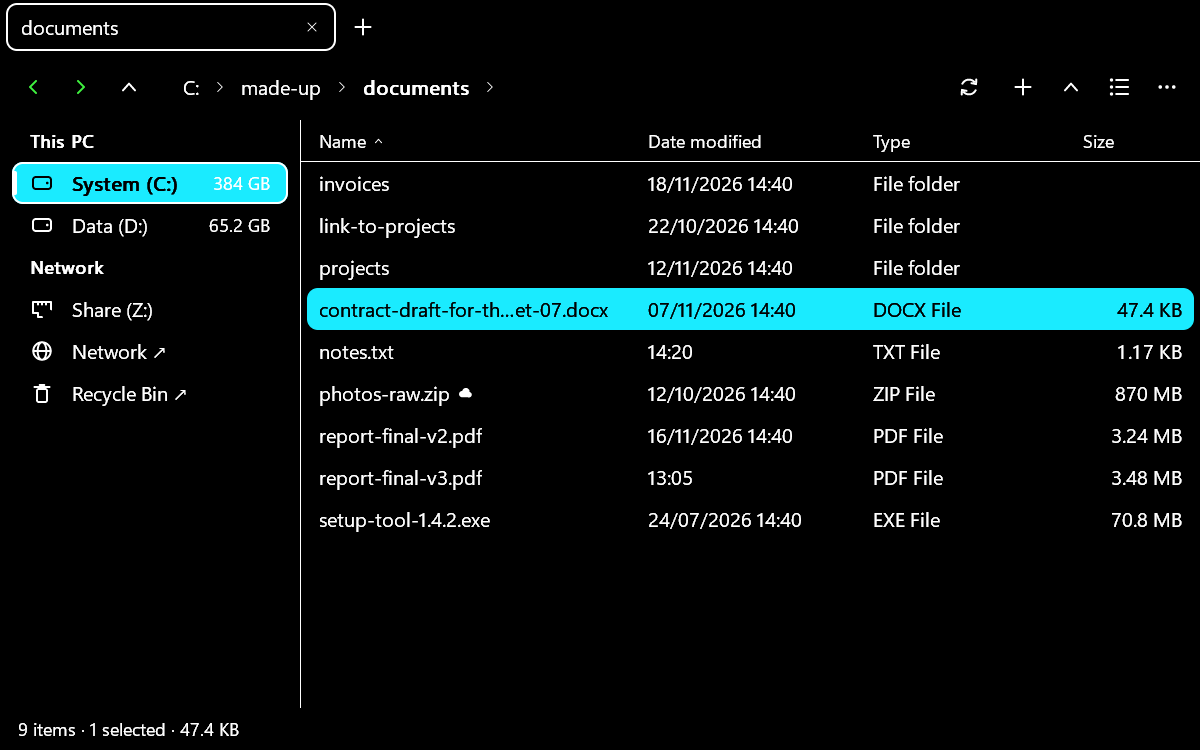 documents
C: made-up documents
This PC
System (C:) 384 GB
Data (D:) 65.2 GB
Network
Share (Z:)
Network ↗
Recycle Bin ↗
Name Date modified Type Size
invoices 18/11/2026 14:40 File folder
link-to-projects 22/10/2026 14:40 File folder
projects 12/11/2026 14:40 File folder
contract-draft-for-th...et-07.docx 07/11/2026 14:40 DOCX File 47.4 KB
notes.txt 14:20 TXT File 1.17 KB
photos-raw.zip 12/10/2026 14:40 ZIP File 870 MB
report-final-v2.pdf 16/11/2026 14:40 PDF File 3.24 MB
report-final-v3.pdf 13:05 PDF File 3.48 MB
setup-tool-1.4.2.exe 24/07/2026 14:40 EXE File 70.8 MB
9 items · 1 selected · 47.4 KB